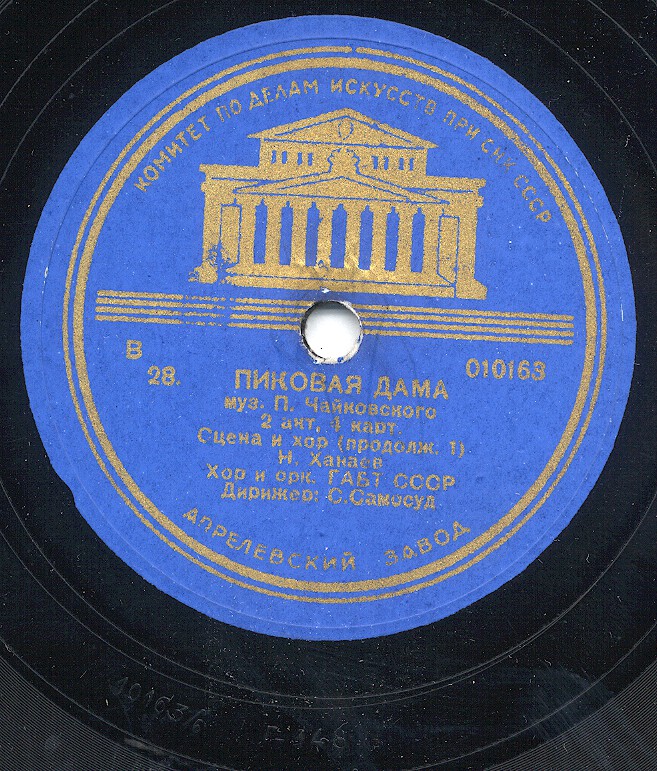 КОМИТЕТ ПО ДЕЛАМ ИСКУССТВ ПРИ СНК СССР
В
28.
010163
ПИКОВАЯ ДАМА
муз. П. Чайковского
2 акт, 4 карт.
Сцена и хор (продолж. 1)
Н. Ханаев
Хор и орк. ГАБТ СССР
Дирижер: С.Самосуд
АПРЕЛЕВСКИЙ ЗАВОД